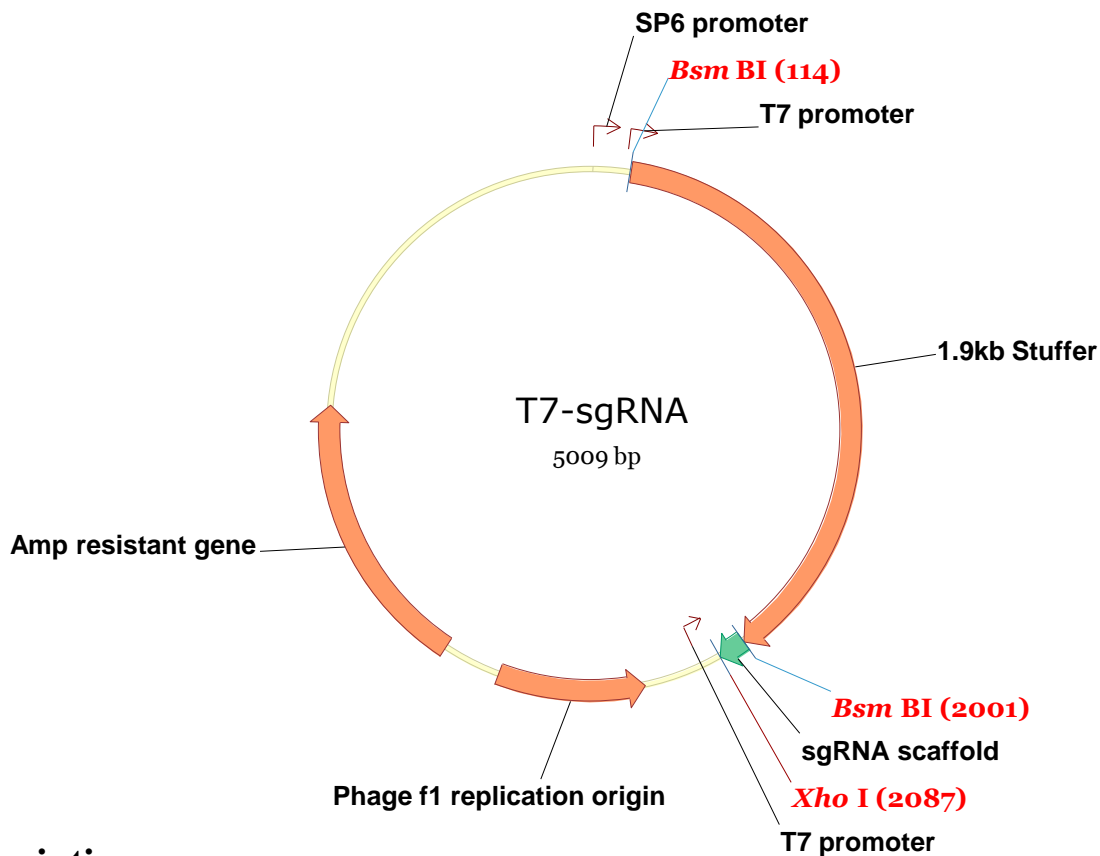 SP6 promoter
Bsm BI (114)
T7 promoter
1.9kb Stuffer
T7-sgRNA
5009 bp
Amp resistant gene
Bsm BI (2001)
sgRNA scaffold
Phage f1 replication origin
Xho I (2087)
T7 promoter